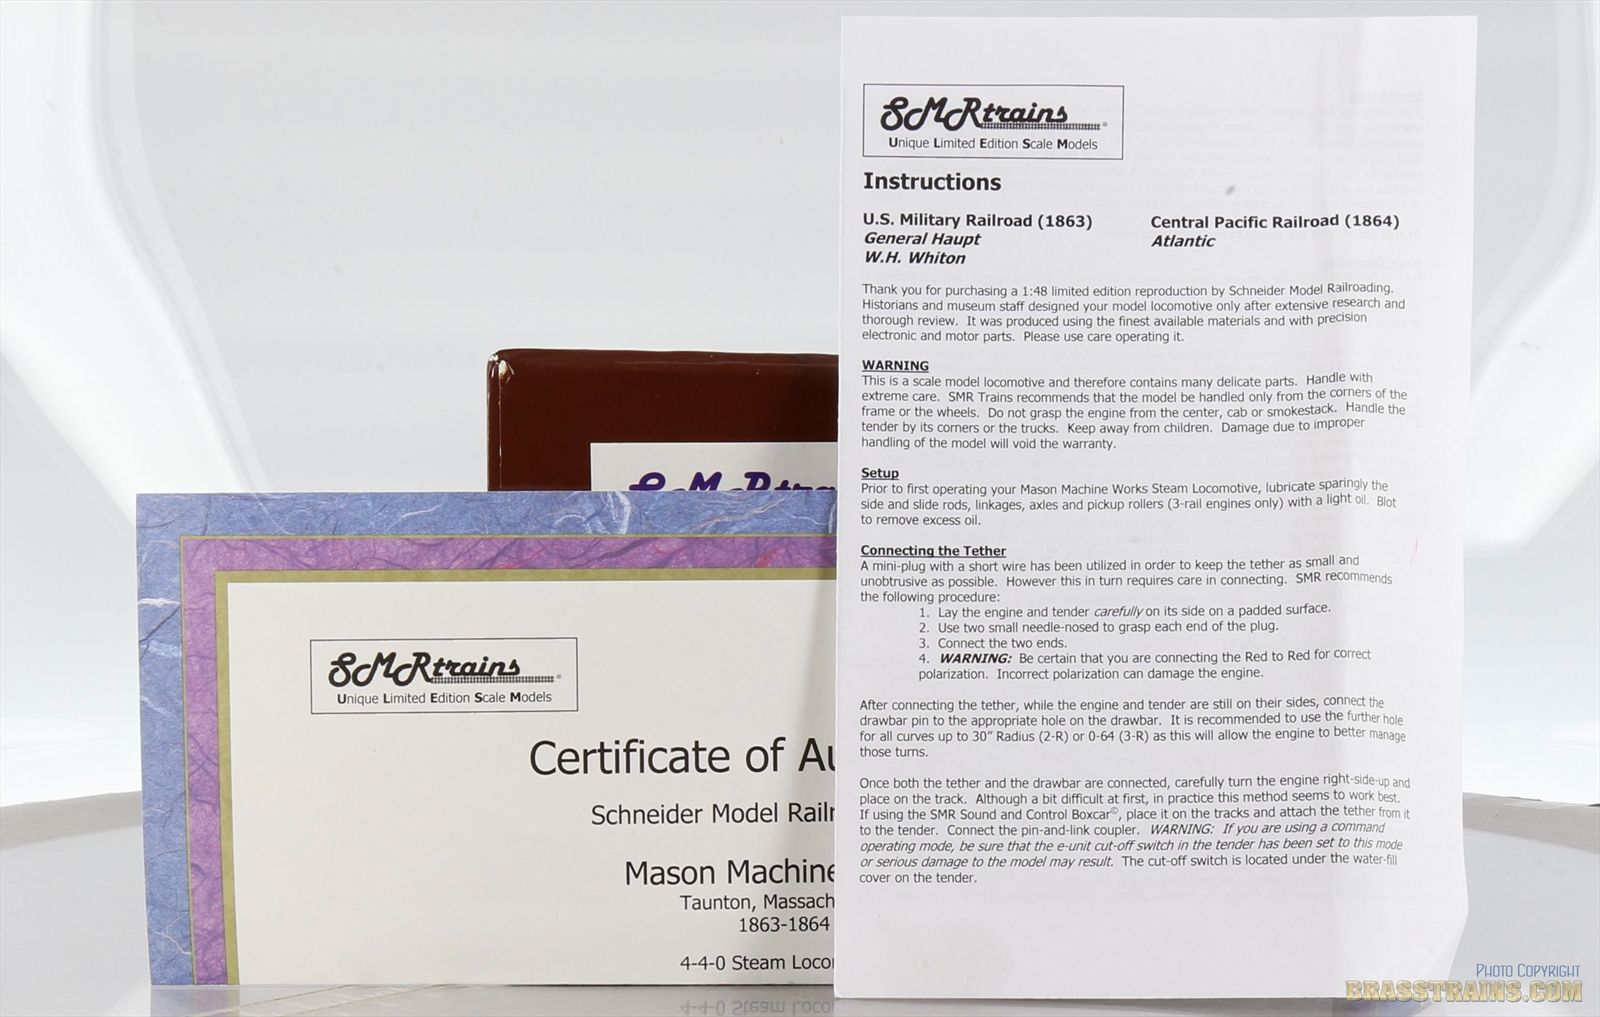 SMRtrains®
Unique Limited Edition Scale Models
Instructions
U.S. Military Railroad (1863)
General Haupt
W.H. Whiton
Central Pacific Railroad (1864)
Atlantic
Thank you for purchasing a 1:48 limited edition reproduction by Schneider Model Railroading.
Historians and museum staff designed your model locomotive only after extensive research and
thorough review. It was produced using the finest available materials and with precision
electronic and motor parts. Please use care operating it.
WARNING
This is a scale model locomotive and therefore contains many delicate parts. Handle with
extreme care. SMR Trains recommends that the model be handled only from the corners of the
frame or the wheels. Do not grasp the engine from the center, cab or smokestack. Handle the
tender by its corners or the trucks. Keep away from children. Damage due to improper
handling of the model will void the warranty.
Setup
Prior to first operating your Mason Machine Works Steam Locomotive, lubricate sparingly the
side and slide rods, linkages, axles and pickup rollers (3-rail engines only) with a light oil. Blot
to remove excess oil.
Connecting the Tether
A mini-plug with a short wire has been utilized in order to keep the tether as small and
unobtrusive as possible. However this in turn requires care in connecting. SMR recommends
the following procedure:
1. Lay the engine and tender carefully on its side on a padded surface.
2. Use two small needle-nosed to grasp each end of the plug.
3. Connect the two ends.
4. WARNING: Be certain that you are connecting the Red to Red for correct
polarization. Incorrect polarization can damage the engine.
After connecting the tether, while the engine and tender are still on their sides, connect the
drawbar pin to the appropriate hole on the drawbar. It is recommended to use the further hole
for all curves up to 30" Radius (2-R) or 0-64 (3-R) as this will allow the engine to better manage
those turns.
Once both the tether and the drawbar are connected, carefully turn the engine right-side-up and
place on the track. Although a bit difficult at first, in practice this method seems to work best.
If using the SMR Sound and Control Boxcar©, place it on the tracks and attach the tether from it
to the tender. Connect the pin-and-link coupler. WARNING: If you are using a command
operating mode, be sure that the e-unit cut-off switch in the tender has been set to this mode
or serious damage to the model may result. The cut-off switch is located under the water-fill
cover on the tender.
SMRtrains®
Unique Limited Edition Scale Models
Certificate of Au
Schneider Model Railr
Mason Machine
Taunton, Massach
1863-1864
4-4-0 Steam Loco
PHOTO COPYRIGHT
BRASSTRAINS.COM